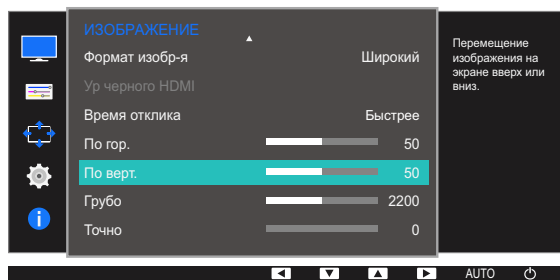 ИЗОБРАЖЕНИЕ
Формат изобр-я Широкий
Ур черного HDMI
Время отклика Быстрее
По гор. 50
По верт. 50
Грубо 2200
Точно 0
Перемещение
изображения на
экране вверх или
вниз.
AUTO